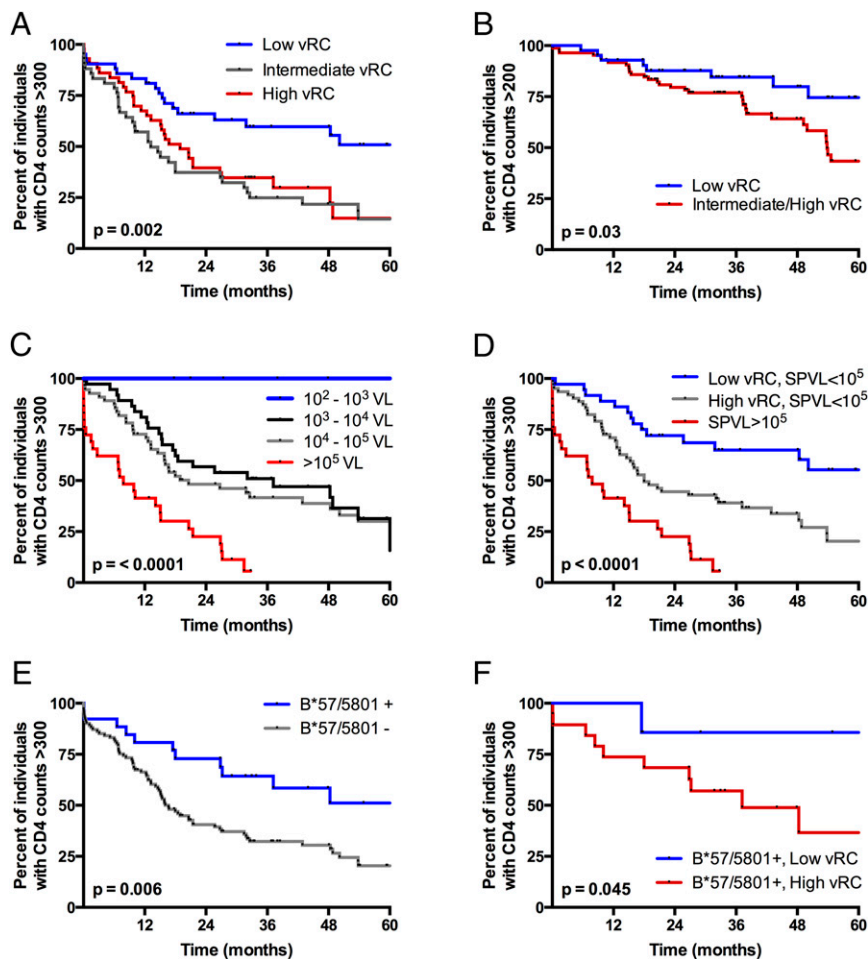 A
Percent of individuals
with CD4 counts >300
100
75
50
25
0
12 24 36 48 60
Time (months)
Low vRC
Intermediate vRC
High vRC
p = 0.002
B
Percent of individuals
with CD4 counts >200
100
75
50
25
0
12 24 36 48 60
Time (months)
Low vRC
Intermediate/High vRC
p = 0.03
C
Percent of individuals
with CD4 counts >300
100
75
50
25
0
12 24 36 48 60
Time (months)
10² - 10³ VL
10³ - 10⁴ VL
10⁴ - 10⁵ VL
>10⁵ VL
p = < 0.0001
D
Percent of individuals
with CD4 counts >300
100
75
50
25
0
12 24 36 48 60
Time (months)
Low vRC, SPVL<10⁵
High vRC, SPVL<10⁵
SPVL>10⁵
p < 0.0001
E
Percent of individuals
with CD4 counts >300
100
75
50
25
0
12 24 36 48 60
Time (months)
B*57/5801 +
B*57/5801 -
p = 0.006
F
Percent of individuals
with CD4 counts >300
100
75
50
25
0
12 24 36 48 60
Time (months)
B*57/5801+, Low vRC
B*57/5801+, High vRC
p = 0.045